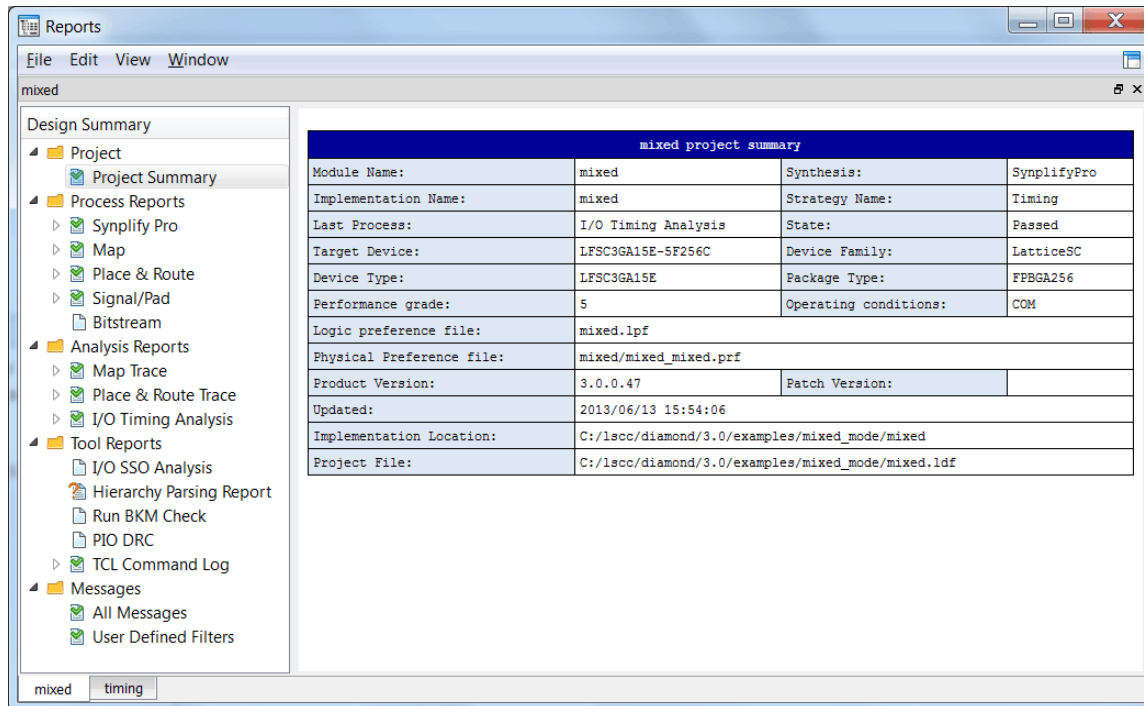 Reports
File Edit View Window
mixed
Design Summary
Project
Project Summary
Process Reports
Synplify Pro
Map
Place & Route
Signal/Pad
Bitstream
Analysis Reports
Map Trace
Place & Route Trace
I/O Timing Analysis
Tool Reports
I/O SSO Analysis
Hierarchy Parsing Report
Run BKM Check
PIO DRC
TCL Command Log
Messages
All Messages
User Defined Filters
mixed project summary
Module Name: mixed Synthesis: SynplifyPro
Implementation Name: mixed Strategy Name: Timing
Last Process: I/O Timing Analysis State: Passed
Target Device: LFSC3GA15E-5F256C Device Family: LatticeSC
Device Type: LFSC3GA15E Package Type: FPBGA256
Performance grade: 5 Operating conditions: COM
Logic preference file: mixed.lpf
Physical Preference file: mixed/mixed_mixed.prf
Product Version: 3.0.0.47 Patch Version:
Updated: 2013/06/13 15:54:06
Implementation Location: C:/lscc/diamond/3.0/examples/mixed_mode/mixed
Project File: C:/lscc/diamond/3.0/examples/mixed_mode/mixed.ldf
mixed timing